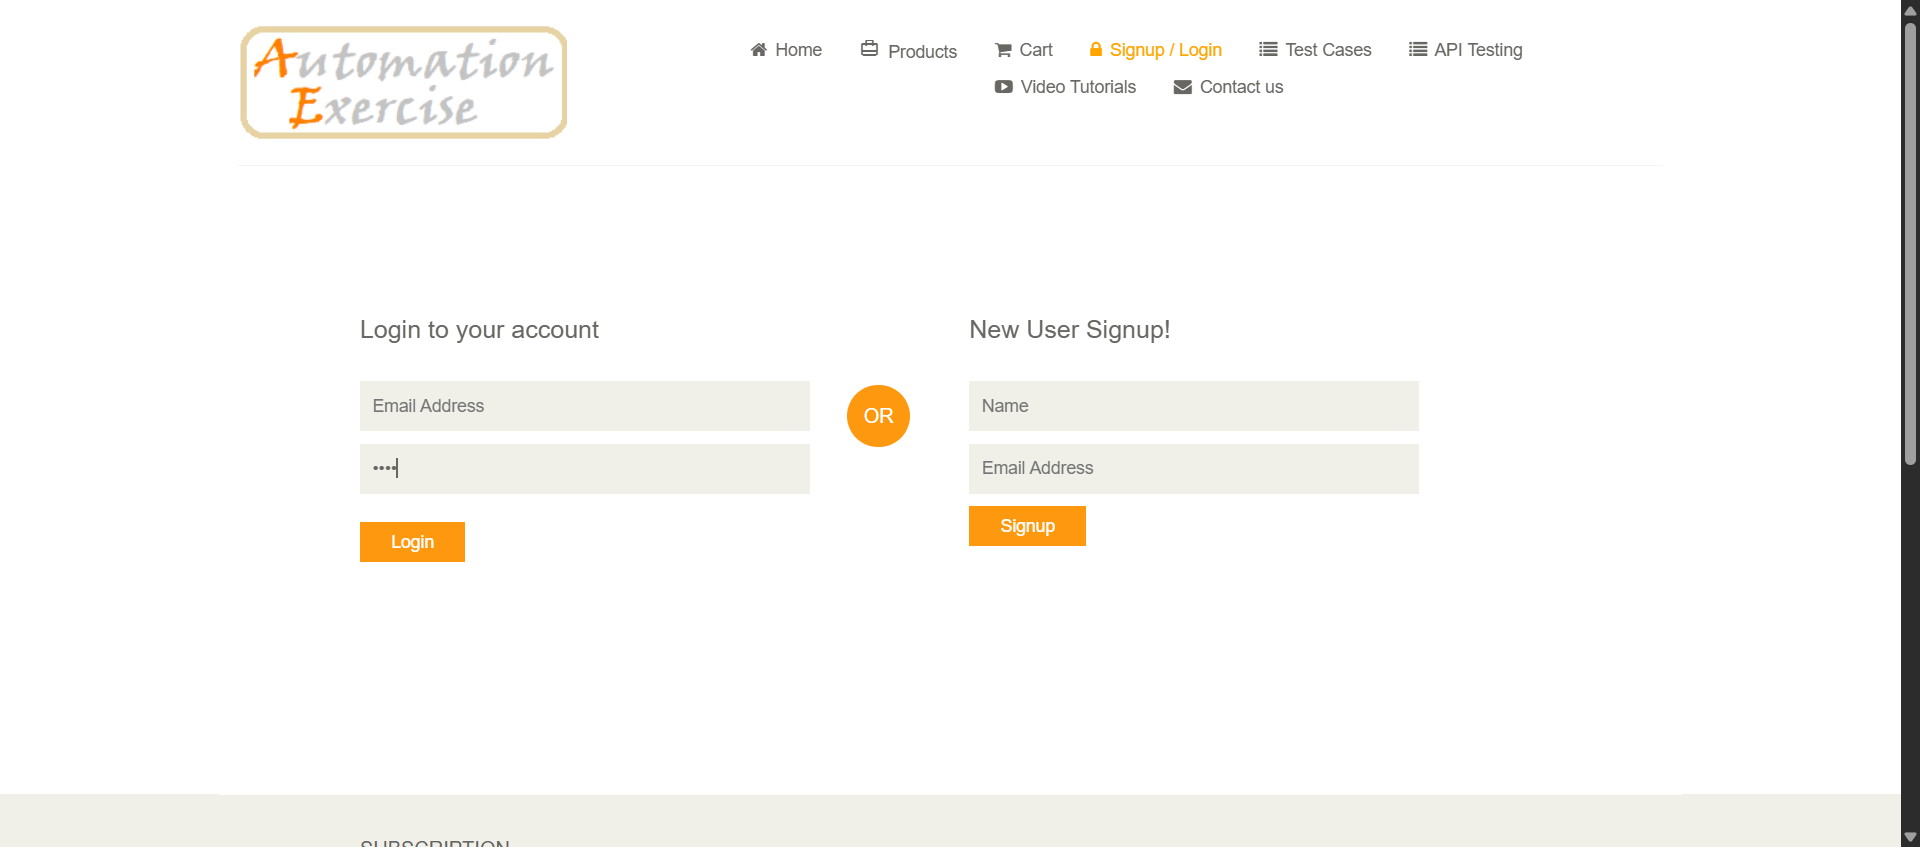 Automation
Exercise
Home Products Cart Signup / Login Test Cases API Testing
Video Tutorials Contact us
Login to your account
Email Address
••••
Login
OR
New User Signup!
Name
Email Address
Signup
SUBSCRIPTION